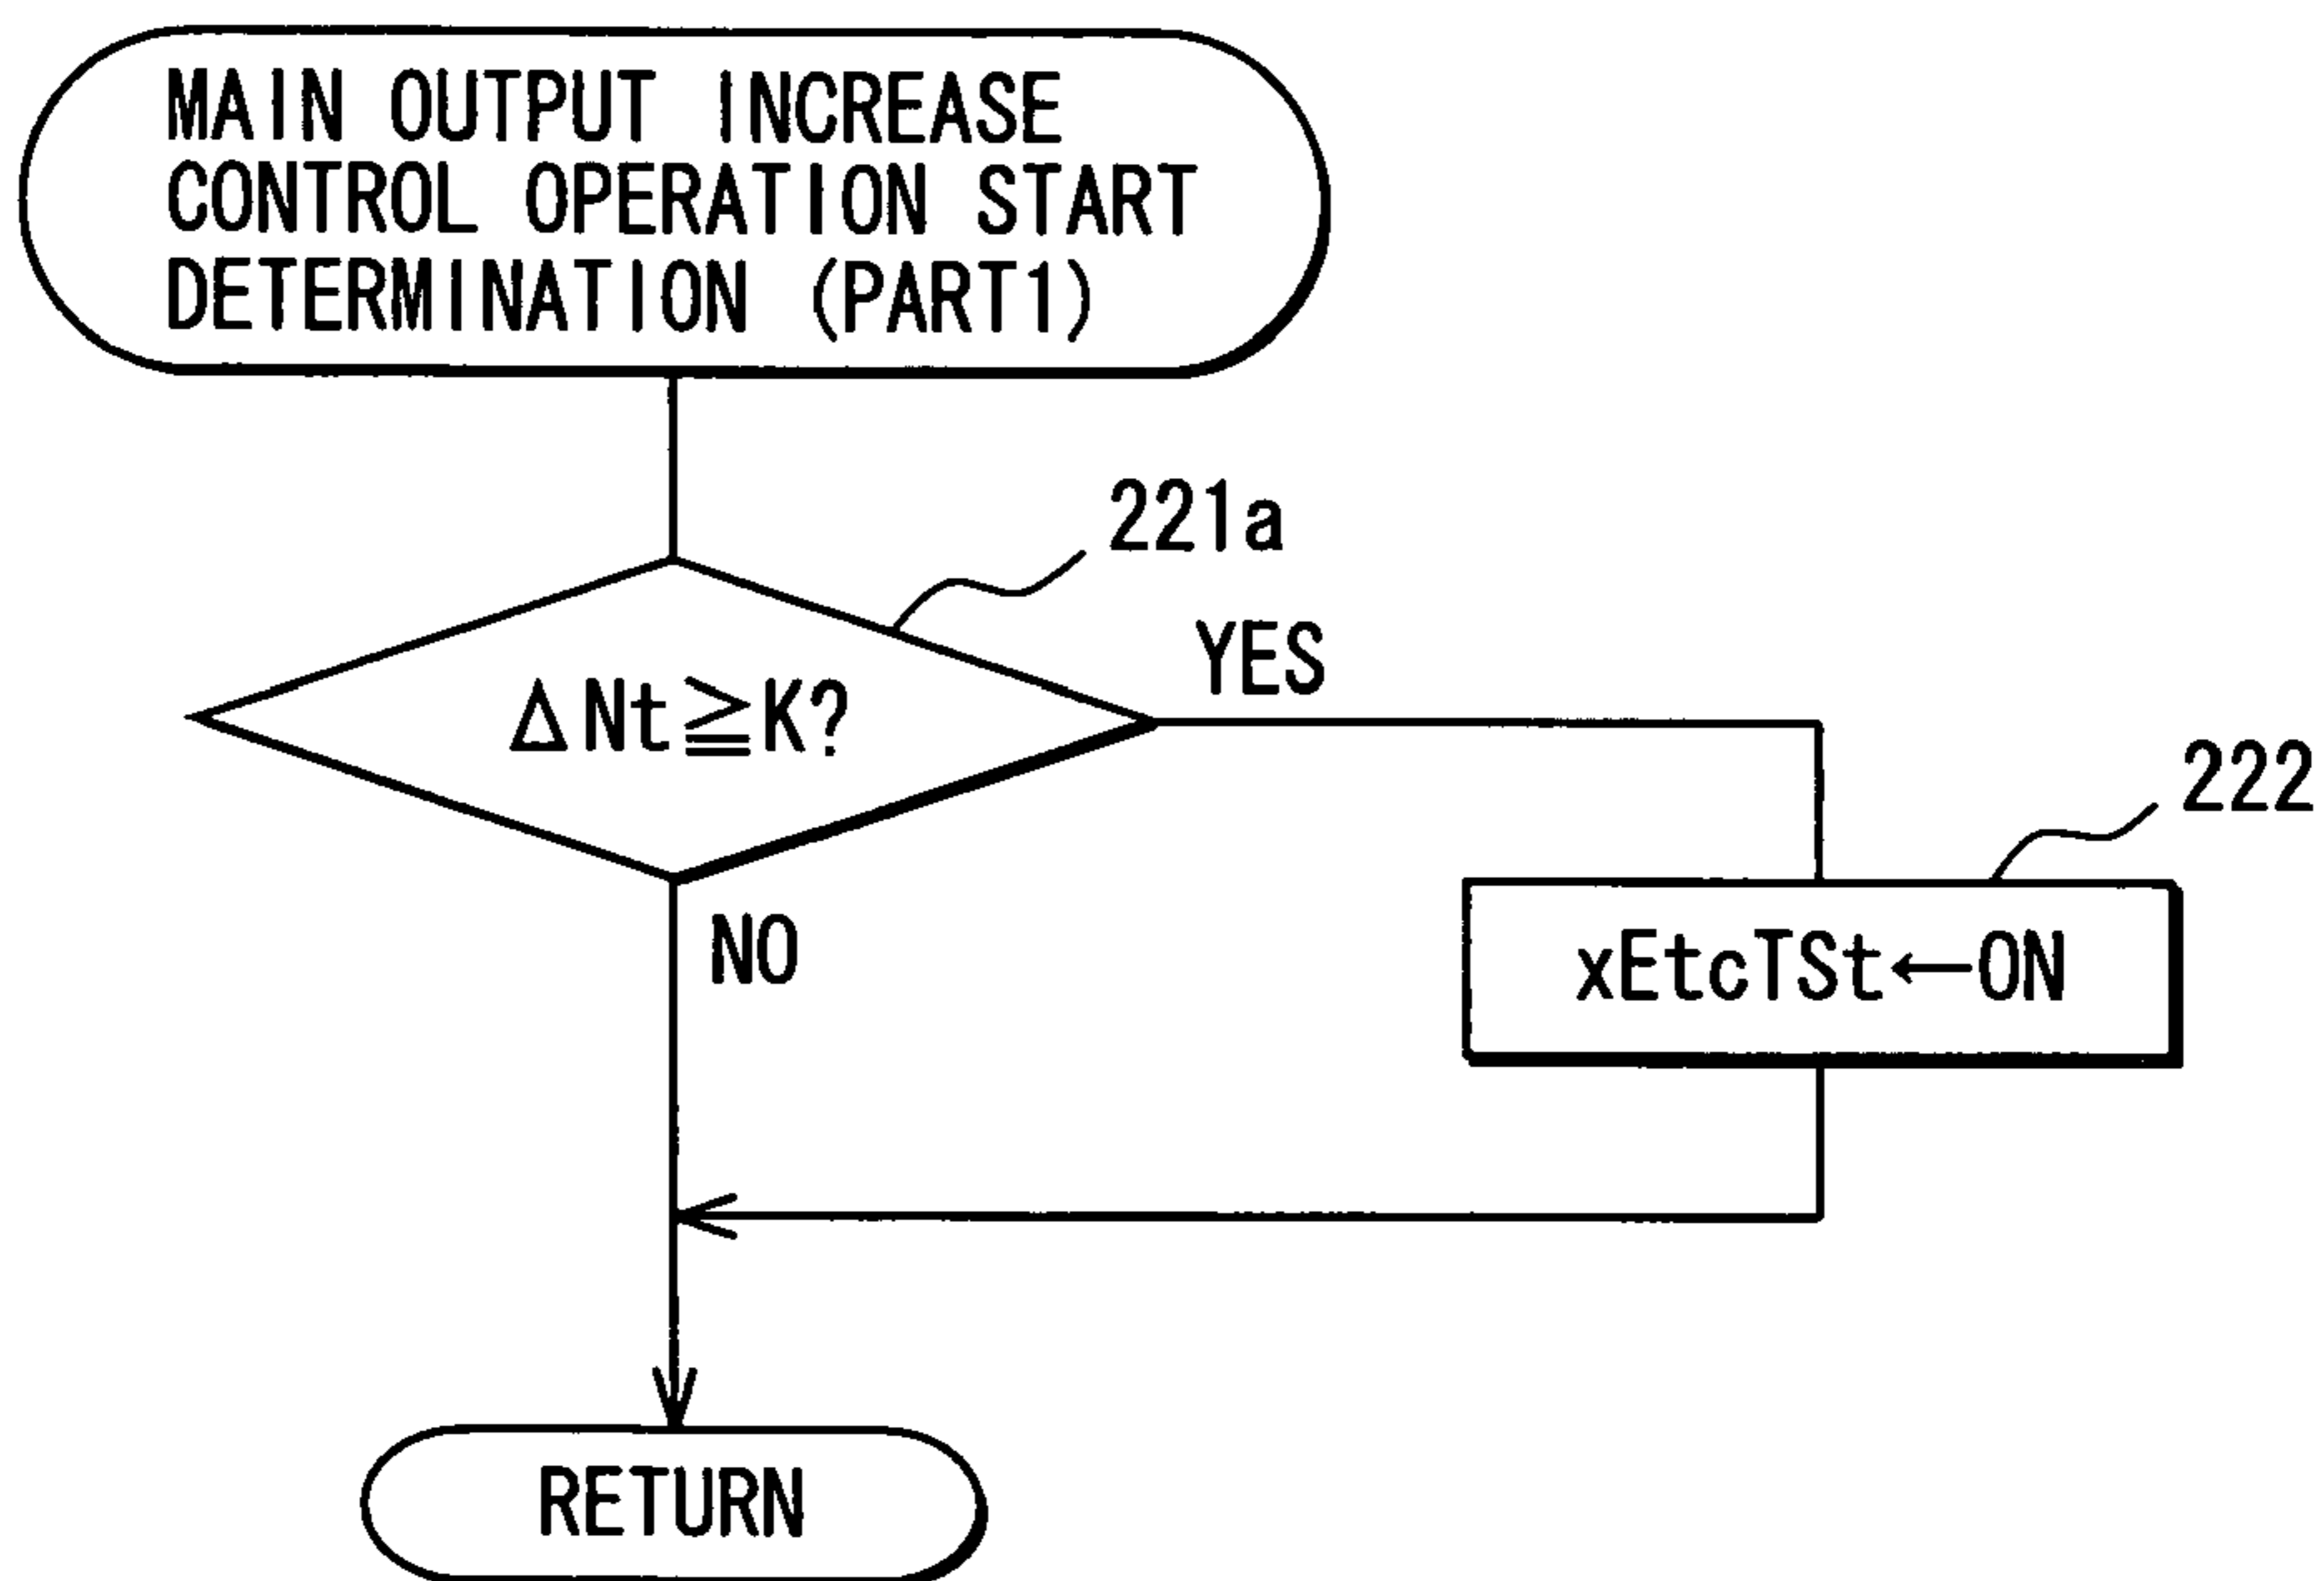 MAIN OUTPUT INCREASE
CONTROL OPERATION START
DETERMINATION (PART1)
221a
ΔNt≧K?
YES
222
xEtcTSt←ON
NO
RETURN